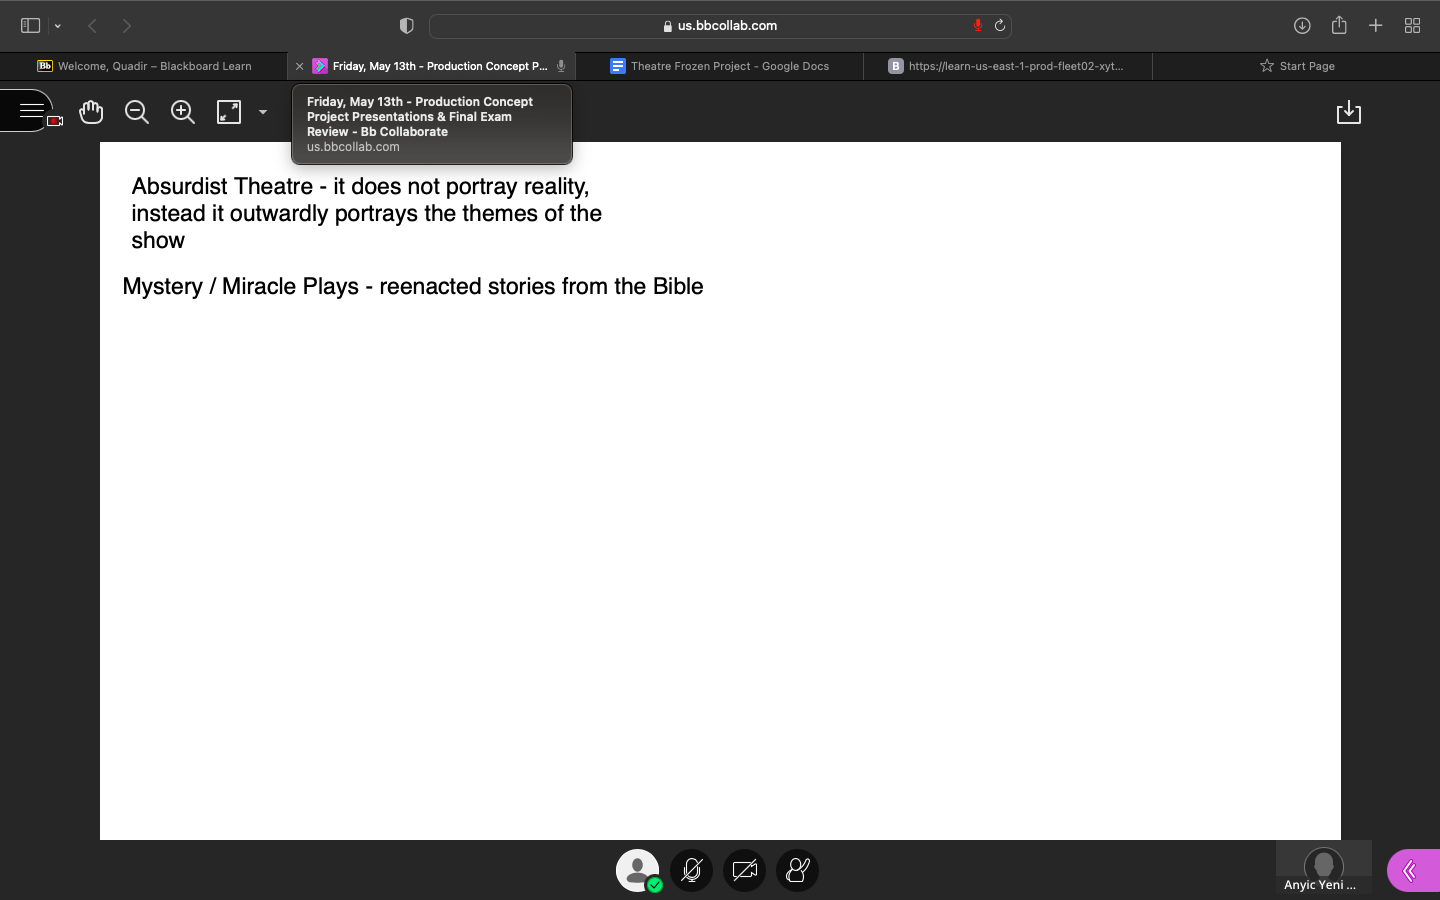 us.bbcollab.com
Welcome, Quadir – Blackboard Learn
Friday, May 13th - Production Concept P...
Theatre Frozen Project - Google Docs
B
https://learn-us-east-1-prod-fleet02-xyt...
Start Page
Friday, May 13th - Production Concept
Project Presentations & Final Exam
Review - Bb Collaborate
us.bbcollab.com
Absurdist Theatre - it does not portray reality,
instead it outwardly portrays the themes of the
show
Mystery / Miracle Plays - reenacted stories from the Bible
Anyic Yeni ...